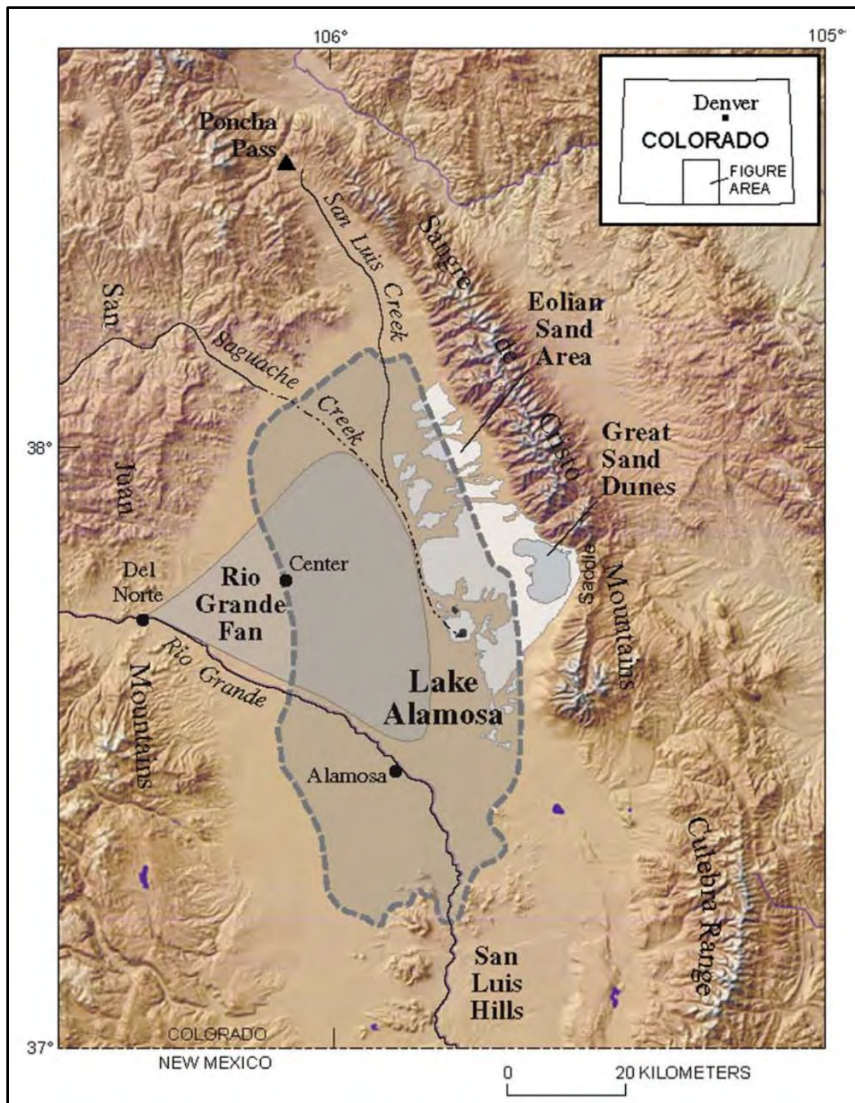 106°
105°
Poncha
Pass
Denver
COLORADO
FIGURE
AREA
San Luis Creek
Sangre
de
Cristo
Mountains
Eolian
Sand
Area
San
Juan
Mountains
Saguache
Creek
Great
Sand
Dunes
38°
Saddle
Center
Del
Norte
Rio
Grande
Fan
Rio Grande
Lake
Alamosa
Alamosa
Culebra Range
San
Luis
Hills
37°
COLORADO
NEW MEXICO
0
20 KILOMETERS